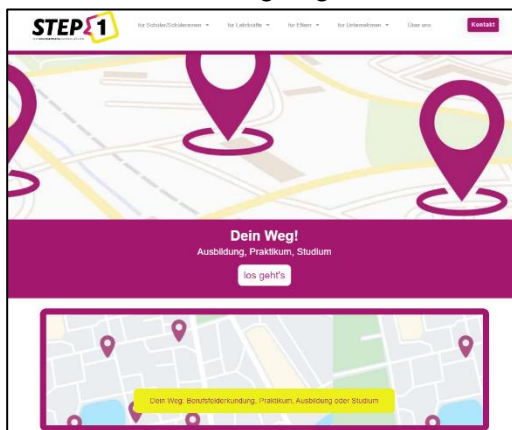 STEP 1
für Schüler/Schülerinnen für Lehrkräfte für Eltern für Unternehmen Über uns Kontakt
Dein Weg!
Ausbildung, Praktikum, Studium
los geht's
Dein Weg: Berufsfelderkundung, Praktikum, Ausbildung oder Studium